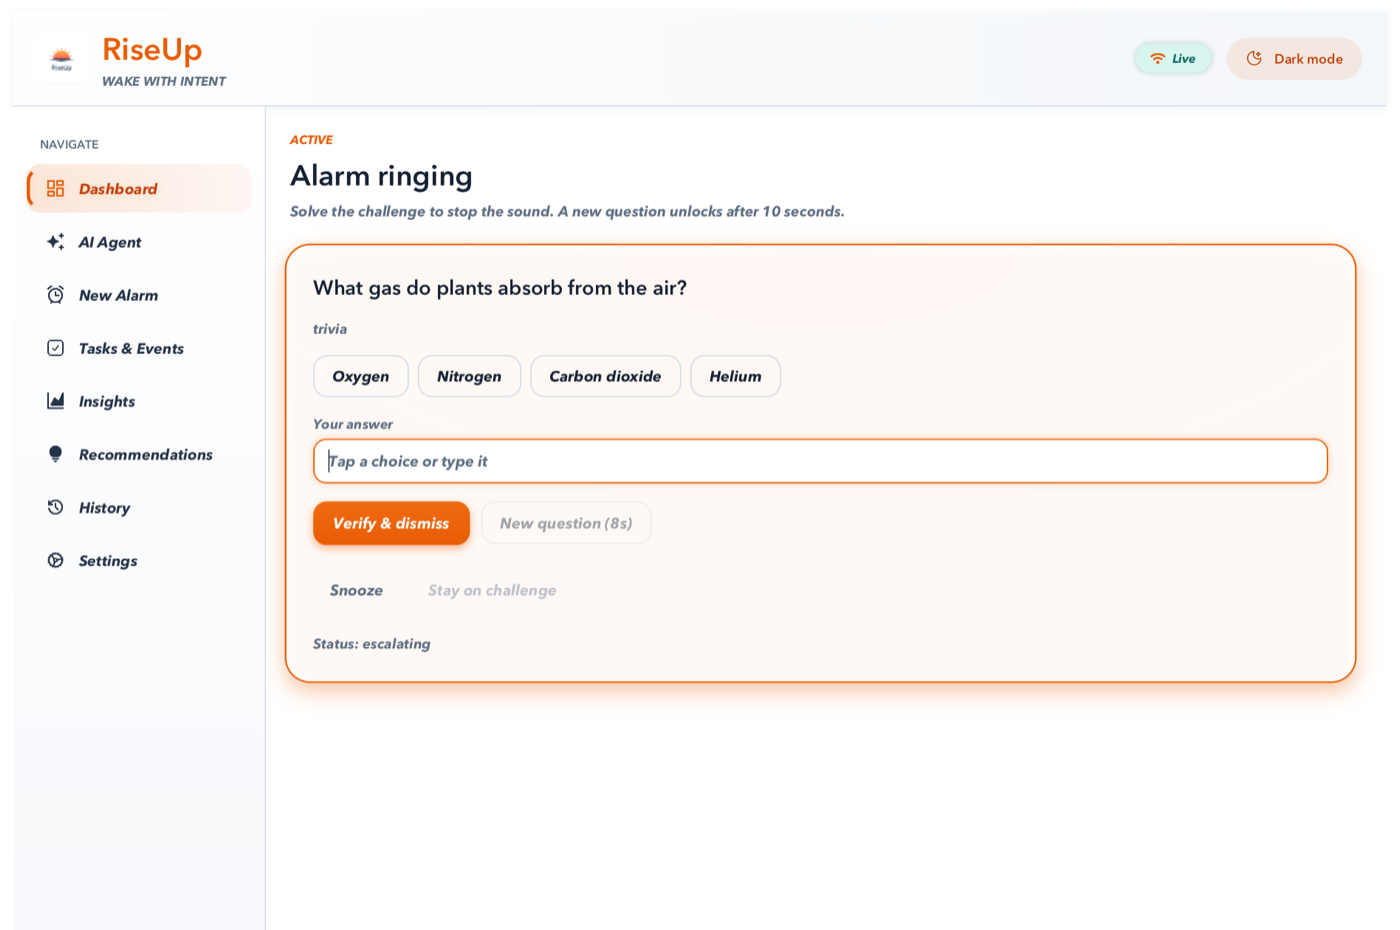 RiseUp
RiseUp
WAKE WITH INTENT
Live
Dark mode
NAVIGATE
Dashboard
AI Agent
New Alarm
Tasks & Events
Insights
Recommendations
History
Settings
ACTIVE
Alarm ringing
Solve the challenge to stop the sound. A new question unlocks after 10 seconds.
What gas do plants absorb from the air?
trivia
Oxygen Nitrogen Carbon dioxide Helium
Your answer
Tap a choice or type it
Verify & dismiss New question (8s)
Snooze Stay on challenge
Status: escalating